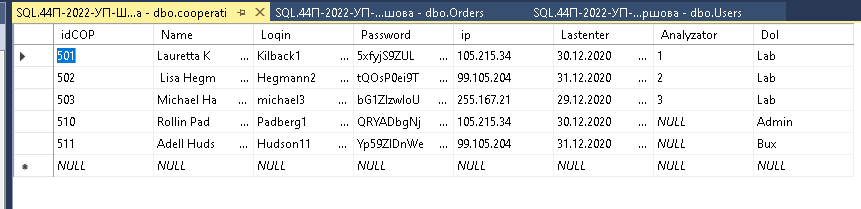 SQL.44П-2022-УП-Ш...а - dbo.cooperati SQL.44П-2022-УП-...шова - dbo.Orders SQL.44П-2022-УП-...ршова - dbo.Users
idCOP Name Login Password ip Lastenter Analyzator Dol
501 Lauretta K ... Kilback1 ... 5xfyjS9ZUL ... 105.215.34 ... 30.12.2020 ... 1 Lab
502 Lisa Hegm ... Hegmann2 ... tQOsP0ei9T ... 99.105.204 ... 31.12.2020 ... 2 Lab
503 Michael Ha ... michael3 ... bG1ZIzwIoU ... 255.167.21 ... 29.12.2020 ... 3 Lab
510 Rollin Pad ... Padberg1 ... QRYADbgNj ... 105.215.34 ... 30.12.2020 ... NULL Admin
511 Adell Huds ... Hudson11 ... Yp59ZIDnWe ... 99.105.204 ... 31.12.2020 ... NULL Bux
NULL NULL NULL NULL NULL NULL NULL NULL